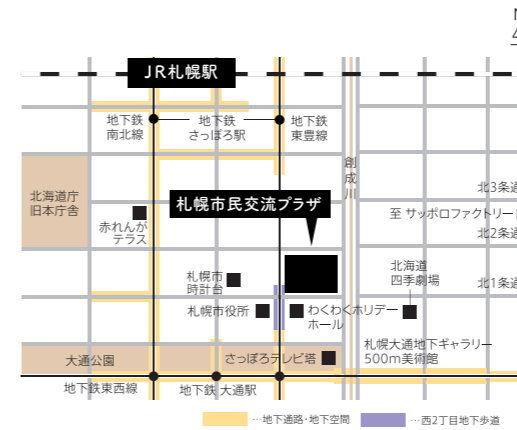 JR札幌駅
地下鉄
南北線
地下鉄
さっぽろ駅
地下鉄
東豊線
創成川
北海道庁
旧本庁舎
赤れんが
テラス
札幌市民交流プラザ
北3条通
至 サッポロファクトリー
北2条通
北海道
四季劇場
北1条通
札幌市
時計台
札幌市役所
わくわくホリデー
ホール
札幌大通地下ギャラリー
500m美術館
大通公園
さっぽろテレビ塔
地下鉄東西線
地下鉄 大通駅
…地下通路・地下空間
…西2丁目地下歩道